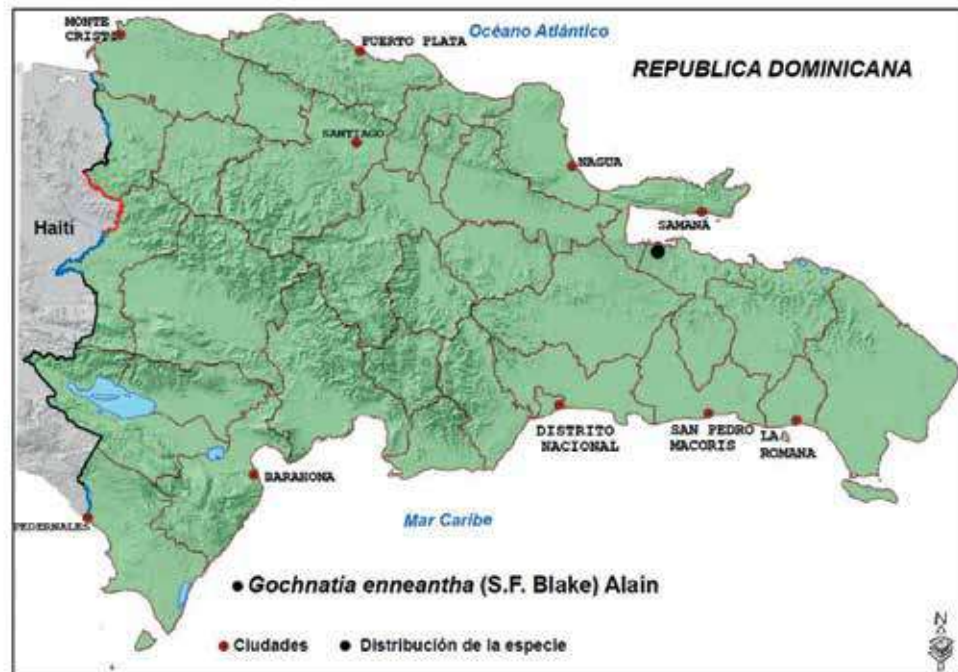 MONTE
CRISTI
PUERTO PLATA
Océano Atlántico
REPUBLICA DOMINICANA
SANTIAGO
NAGUA
SAMANÁ
Haití
DISTRITO
NACIONAL
SAN PEDRO
MACORIS
LA
ROMANA
BARAHONA
PEDERNALES
Mar Caribe
Gochnatia enneantha (S.F. Blake) Alain
Ciudades
Distribución de la especie
N